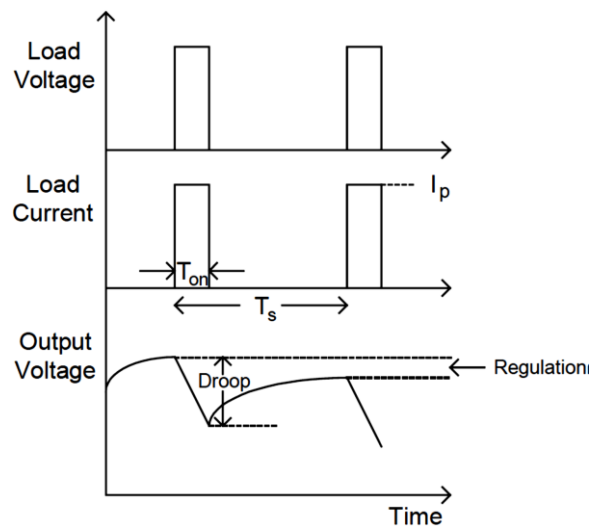 Load
Voltage
Load
Current
Ip
Ton
Ts
Output
Voltage
Droop
Regulation
Time